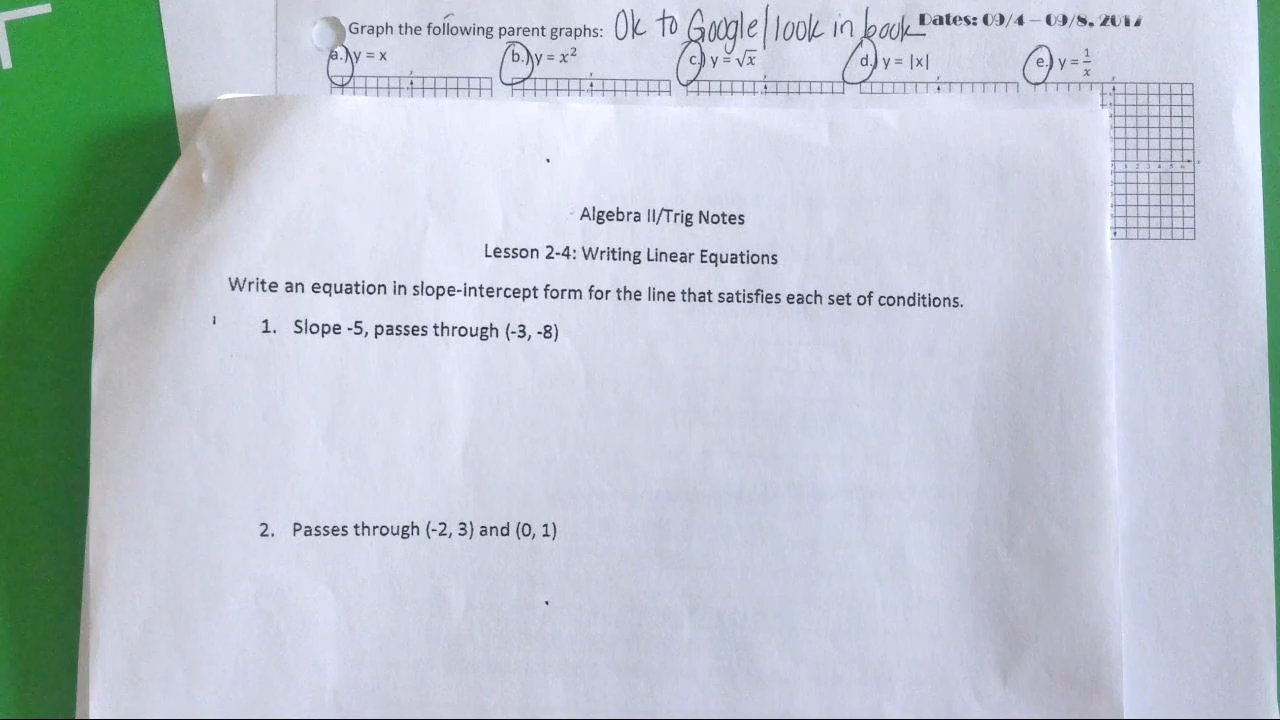 Graph the following parent graphs: Ok to Google/look in book Dates: 09/4 – 09/8, 2017
a.) y = x b.) y = x² c.) y = √x d.) y = |x| e.) y = 1/x
Algebra II/Trig Notes
Lesson 2-4: Writing Linear Equations
Write an equation in slope-intercept form for the line that satisfies each set of conditions.
1. Slope -5, passes through (-3, -8)
2. Passes through (-2, 3) and (0, 1)